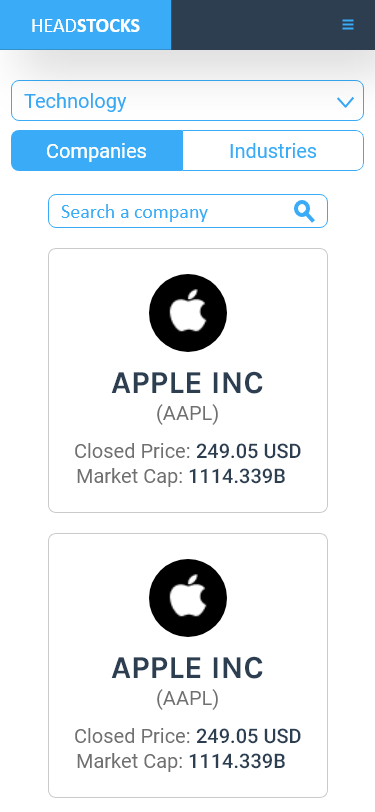 HEADSTOCKS
Technology
Companies
Industries
Search a company
APPLE INC
(AAPL)
Closed Price: 249.05 USD
Market Cap: 1114.339B
APPLE INC
(AAPL)
Closed Price: 249.05 USD
Market Cap: 1114.339B